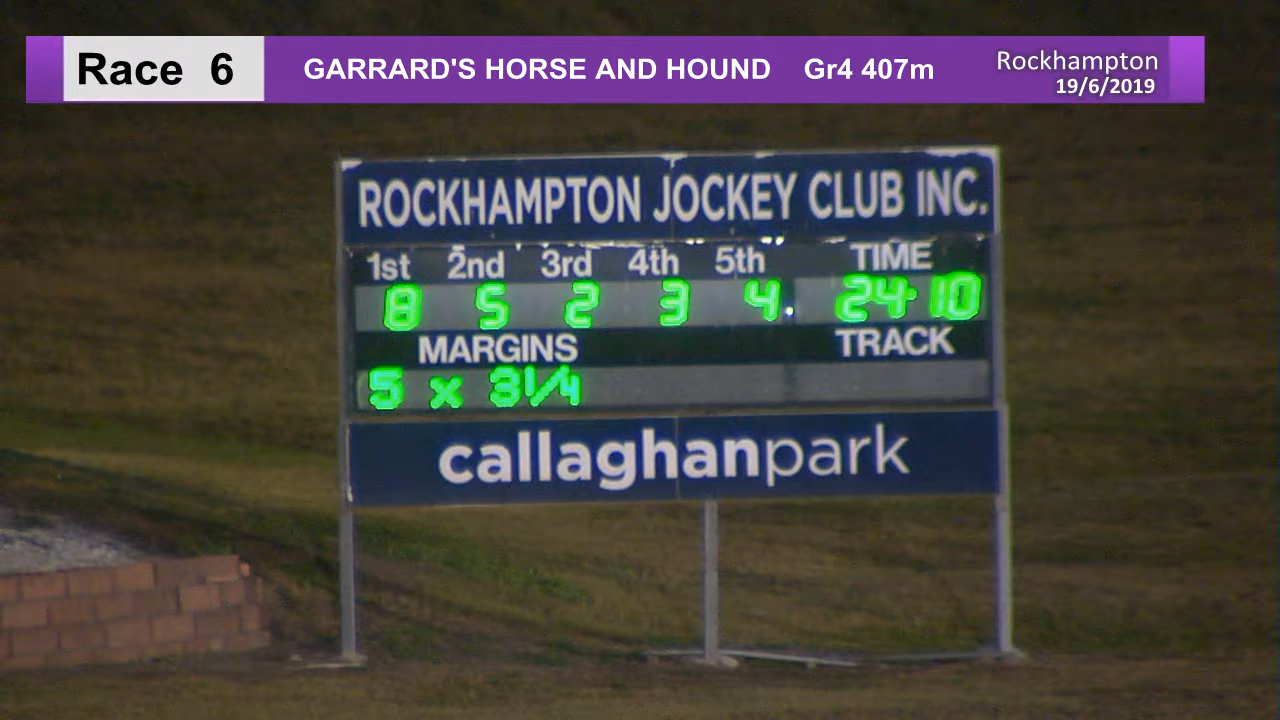 Race 6 GARRARD'S HORSE AND HOUND Gr4 407m Rockhampton
19/6/2019
ROCKHAMPTON JOCKEY CLUB INC.
1st 2nd 3rd 4th 5th TIME
8 5 2 3 4 24.10
MARGINS TRACK
5 x 3 1/4
callaghanpark